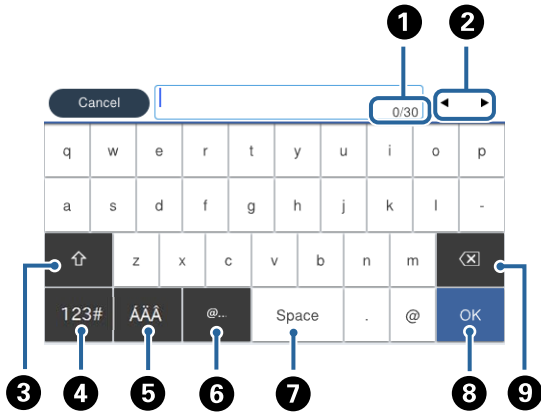 1 2
Cancel 0/30 ◄ ►
q w e r t y u i o p
a s d f g h j k l -
z x c v b n m
123# ÁÄÂ @... Space . @ OK
3 4 5 6 7 8 9